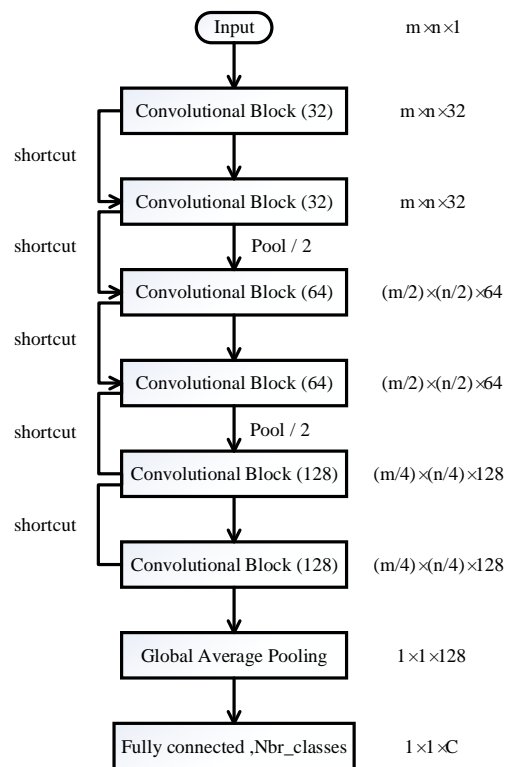 Input
m×n×1
Convolutional Block (32)
m×n×32
shortcut
Convolutional Block (32)
m×n×32
shortcut
Pool / 2
Convolutional Block (64)
(m/2)×(n/2)×64
shortcut
Convolutional Block (64)
(m/2)×(n/2)×64
shortcut
Pool / 2
Convolutional Block (128)
(m/4)×(n/4)×128
shortcut
Convolutional Block (128)
(m/4)×(n/4)×128
Global Average Pooling
1×1×128
Fully connected ,Nbr_classes
1×1×C